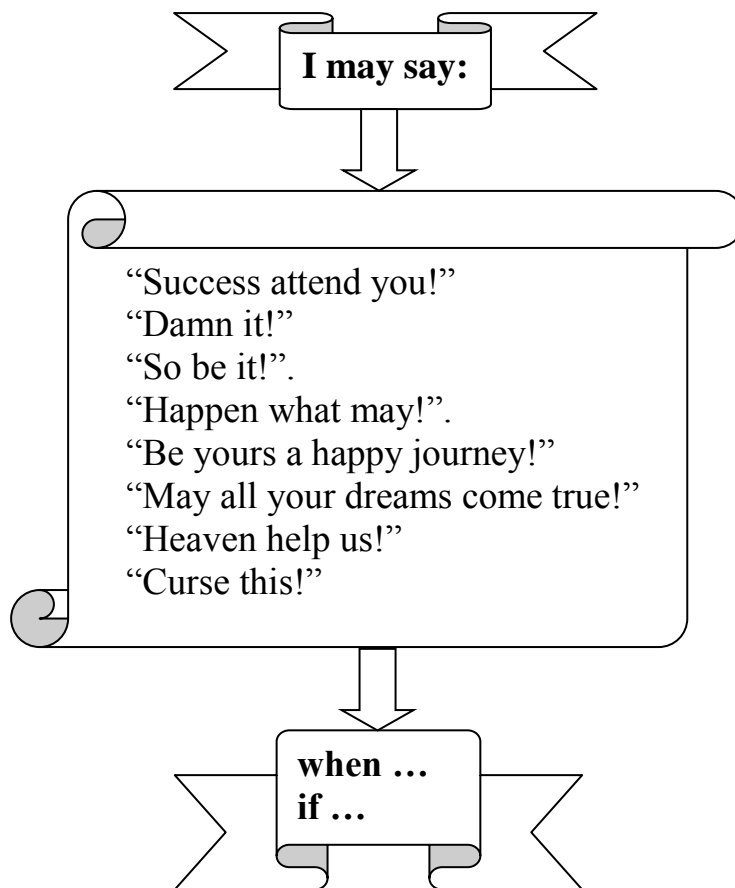 I may say:
“Success attend you!”
“Damn it!”
“So be it!”.
“Happen what may!”.
“Be yours a happy journey!”
“May all your dreams come true!”
“Heaven help us!”
“Curse this!”
when …
if …